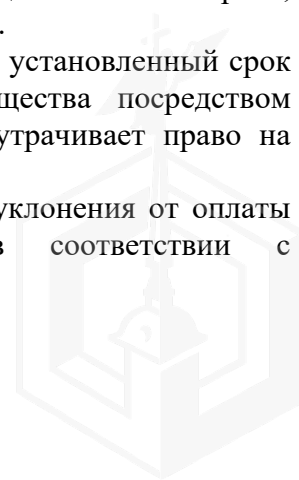 .
установленный срок
щества посредством
утрачивает право на
уклонения от оплаты
соответствии с